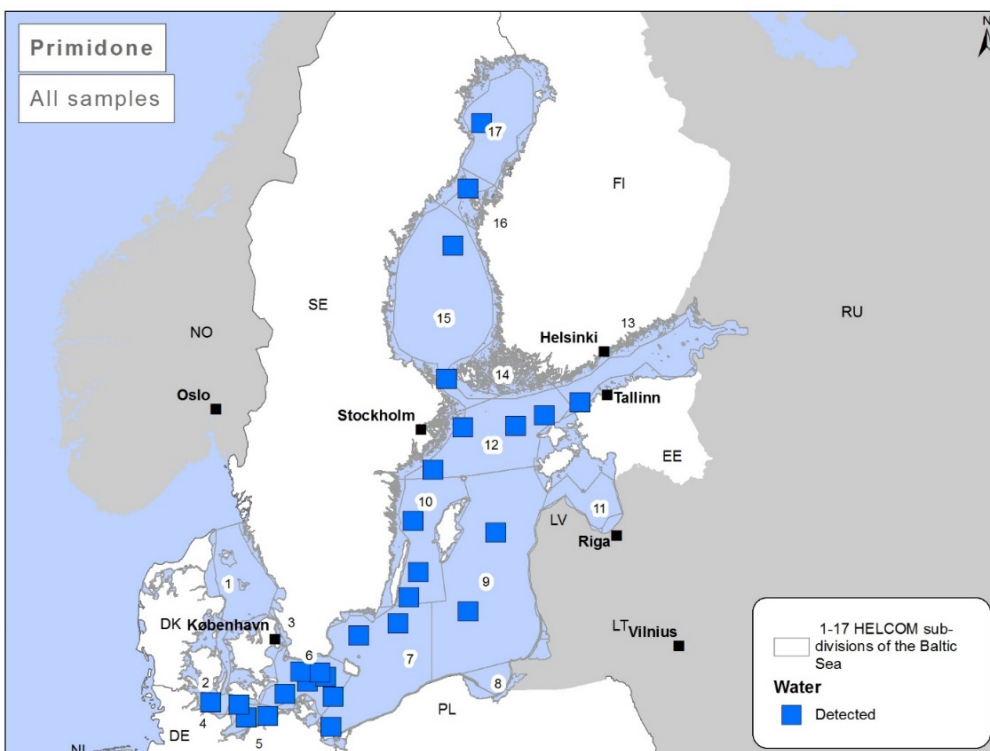 Primidone
All samples
N
17
FI
16
SE
15
NO
13
RU
Helsinki
14
Oslo
Tallinn
Stockholm
12
EE
10
11
LV
Riga
1
9
DK
København
3
LT
Vilnius
6
7
2
8
4
PL
DE
5
NL
1-17 HELCOM sub-
divisions of the Baltic
Sea
Water
Detected